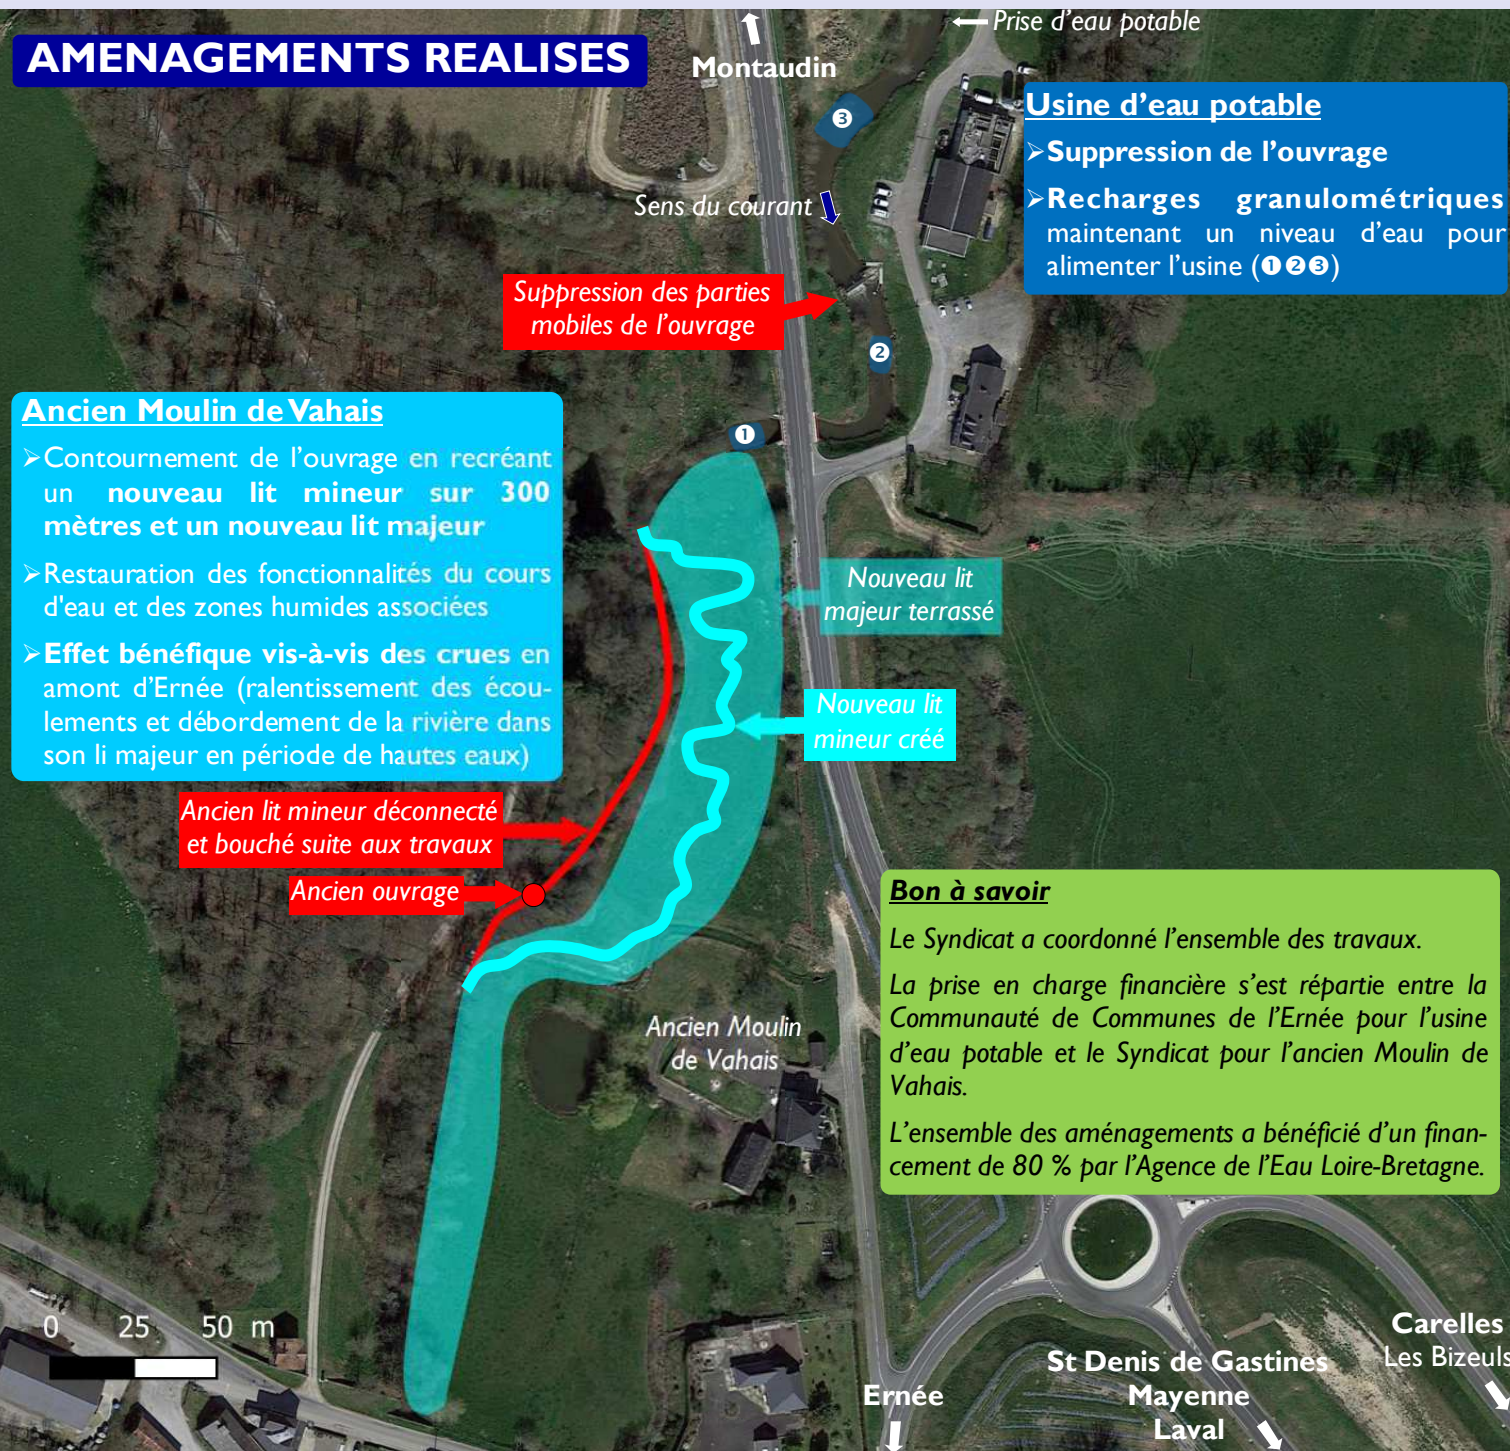 AMENAGEMENTS REALISES
Montaudin
Prise d’eau potable
Usine d’eau potable
➢Suppression de l’ouvrage
➢Recharges granulométriques
maintenant un niveau d’eau pour
alimenter l’usine (❶❷❸)
❸
Sens du courant
Suppression des parties
mobiles de l’ouvrage
❷
❶
Ancien Moulin de Vahais
➢Contournement de l’ouvrage en recréant
un nouveau lit mineur sur 300
mètres et un nouveau lit majeur
➢Restauration des fonctionnalités du cours
d'eau et des zones humides associées
➢Effet bénéfique vis-à-vis des crues en
amont d’Ernée (ralentissement des écou-
lements et débordement de la rivière dans
son li majeur en période de hautes eaux)
Nouveau lit
majeur terrassé
Nouveau lit
mineur créé
Ancien lit mineur déconnecté
et bouché suite aux travaux
Ancien ouvrage
Ancien Moulin
de Vahais
Bon à savoir
Le Syndicat a coordonné l’ensemble des travaux.
La prise en charge financière s’est répartie entre la
Communauté de Communes de l’Ernée pour l’usine
d’eau potable et le Syndicat pour l’ancien Moulin de
Vahais.
L’ensemble des aménagements a bénéficié d’un finan-
cement de 80 % par l’Agence de l’Eau Loire-Bretagne.
0 25 50 m
Ernée
St Denis de Gastines
Mayenne
Laval
Carelles
Les Bizeuls